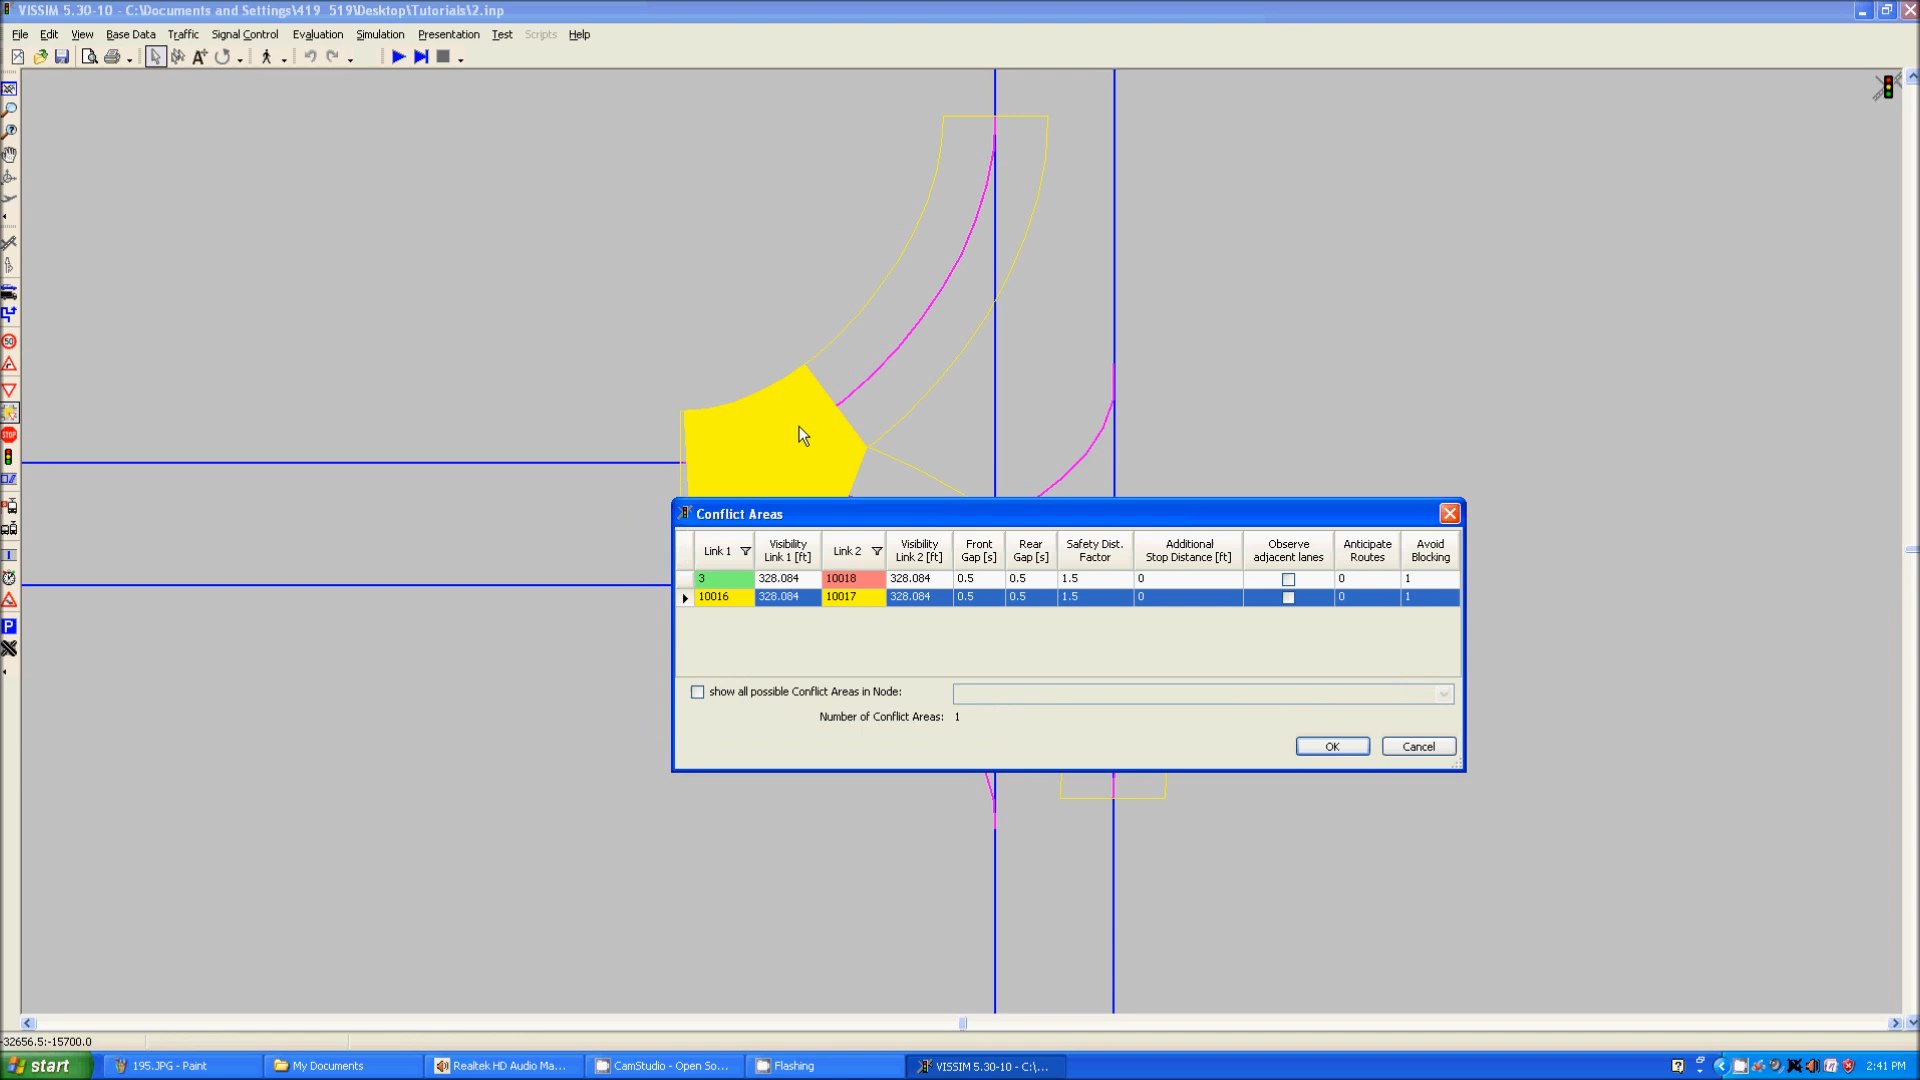 VISSIM 5.30-10 - C:\Documents and Settings\419 519\Desktop\Tutorials\2.inp
File Edit View Base Data Traffic Signal Control Evaluation Simulation Presentation Test Scripts Help
50
STOP
P
Conflict Areas
Link 1 Visibility Link 1 [ft] Link 2 Visibility Link 2 [ft] Front Gap [s] Rear Gap [s] Safety Dist. Factor Additional Stop Distance [ft] Observe adjacent lanes Anticipate Routes Avoid Blocking
3 328.084 10018 328.084 0.5 0.5 1.5 0 0 1
10016 328.084 10017 328.084 0.5 0.5 1.5 0 0 1
show all possible Conflict Areas in Node:
Number of Conflict Areas: 1
OK Cancel
-32656.5:-15700.0
start 195.JPG - Paint My Documents Realtek HD Audio Ma... CamStudio - Open So... Flashing VISSIM 5.30-10 - C:\... 2:41 PM